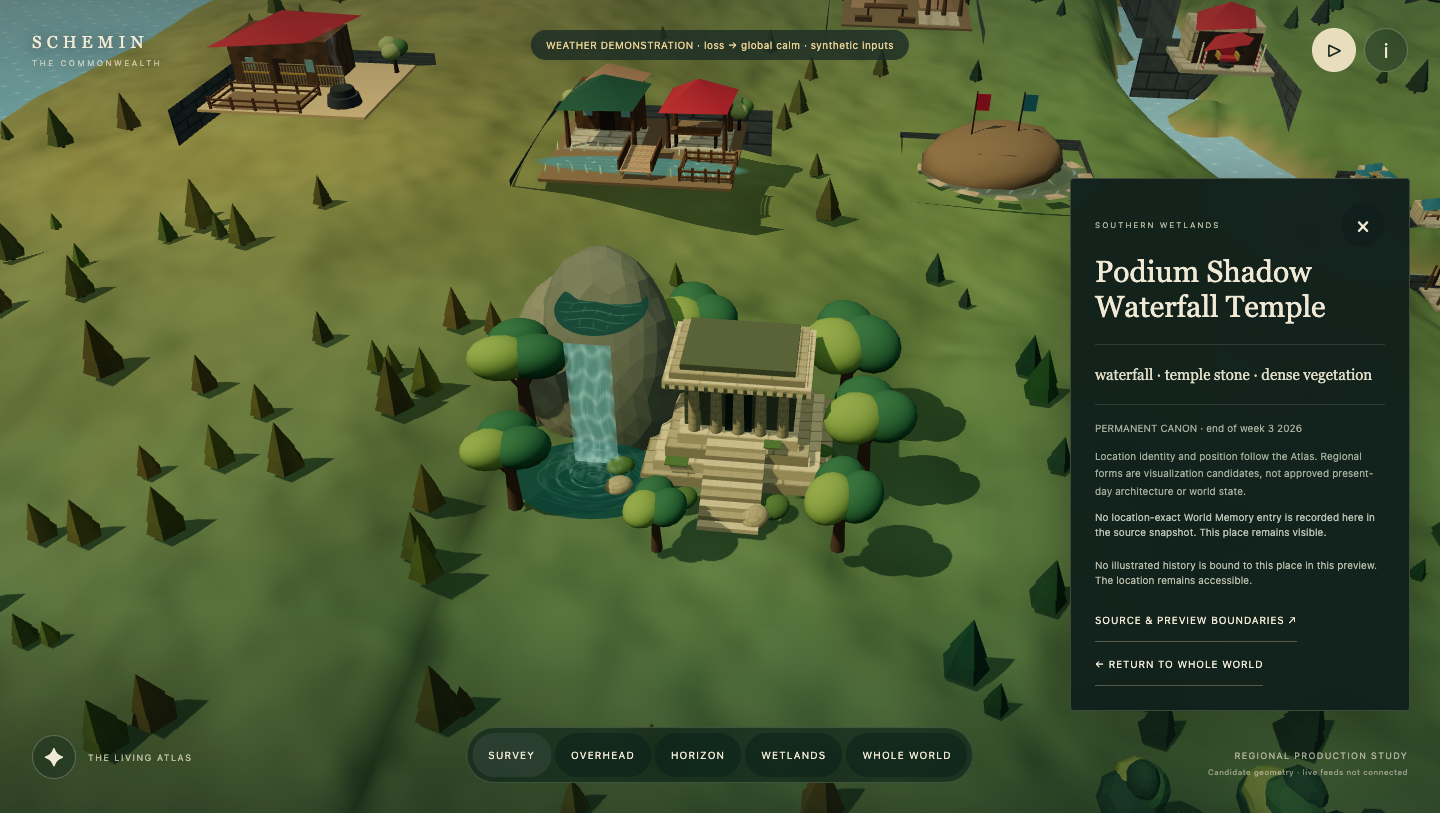 SCHEMIN
THE COMMONWEALTH
WEATHER DEMONSTRATION · loss → global calm · synthetic inputs
i
SOUTHERN WETLANDS
×
Podium Shadow
Waterfall Temple
waterfall · temple stone · dense vegetation
PERMANENT CANON · end of week 3 2026
Location identity and position follow the Atlas. Regional
forms are visualization candidates, not approved present-
day architecture or world state.
No location-exact World Memory entry is recorded here in
the source snapshot. This place remains visible.
No illustrated history is bound to this place in this preview.
The location remains accessible.
SOURCE & PREVIEW BOUNDARIES ↗
← RETURN TO WHOLE WORLD
THE LIVING ATLAS
SURVEY
OVERHEAD
HORIZON
WETLANDS
WHOLE WORLD
REGIONAL PRODUCTION STUDY
Candidate geometry · live feeds not connected